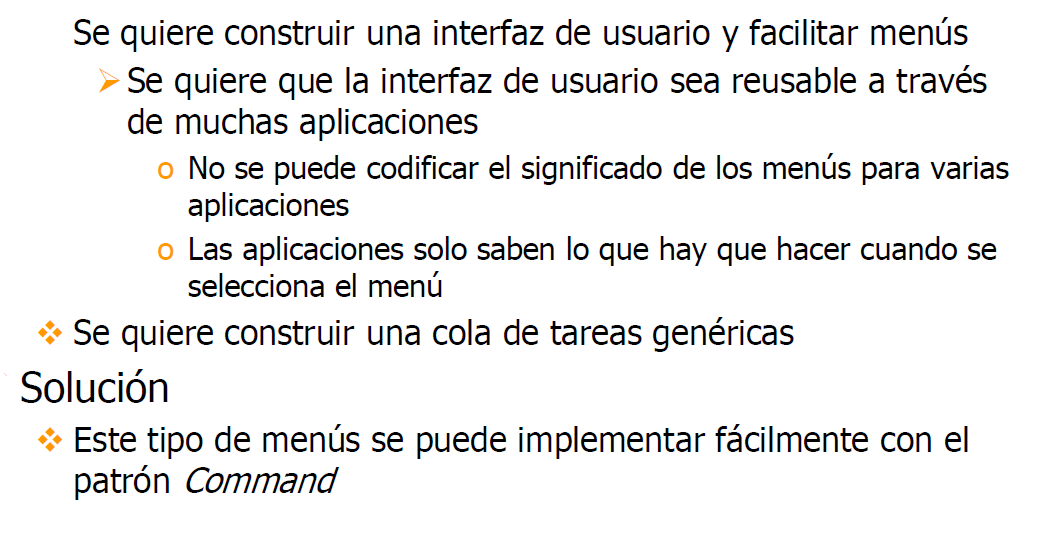 Se quiere construir una interfaz de usuario y facilitar menús
Se quiere que la interfaz de usuario sea reusable a través
de muchas aplicaciones
o No se puede codificar el significado de los menús para varias
aplicaciones
o Las aplicaciones solo saben lo que hay que hacer cuando se
selecciona el menú
Se quiere construir una cola de tareas genéricas
Solución
Este tipo de menús se puede implementar fácilmente con el
patrón Command